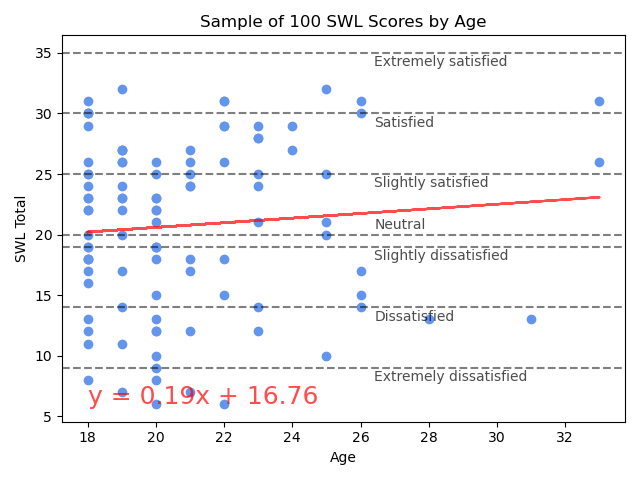 Sample of 100 SWL Scores by Age
35
Extremely satisfied
30
Satisfied
25
Slightly satisfied
Neutral
20
Slightly dissatisfied
15
Dissatisfied
10
Extremely dissatisfied
y = 0.19x + 16.76
5
SWL Total
18 20 22 24 26 28 30 32
Age